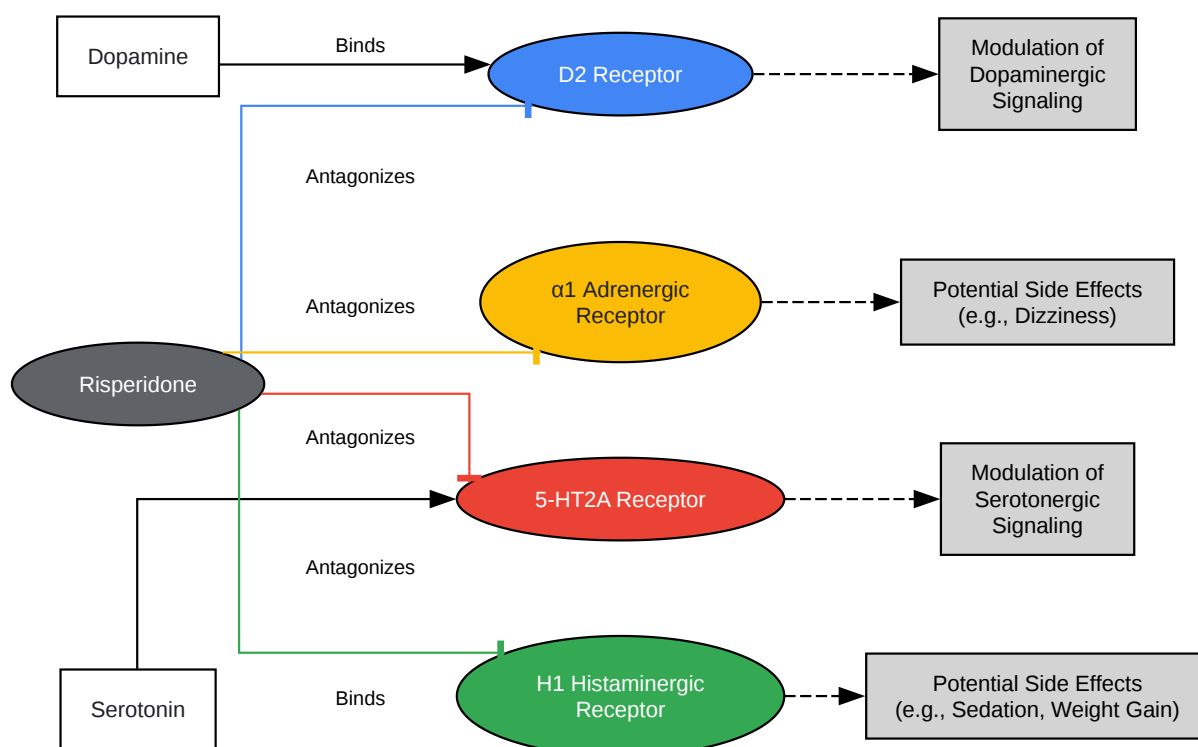 Dopamine
Binds
D2 Receptor
Modulation of
Dopaminergic
Signaling
Antagonizes
Antagonizes
α1 Adrenergic
Receptor
Potential Side Effects
(e.g., Dizziness)
Risperidone
Antagonizes
5-HT2A Receptor
Modulation of
Serotonergic
Signaling
Antagonizes
Serotonin
Binds
H1 Histaminergic
Receptor
Potential Side Effects
(e.g., Sedation, Weight Gain)